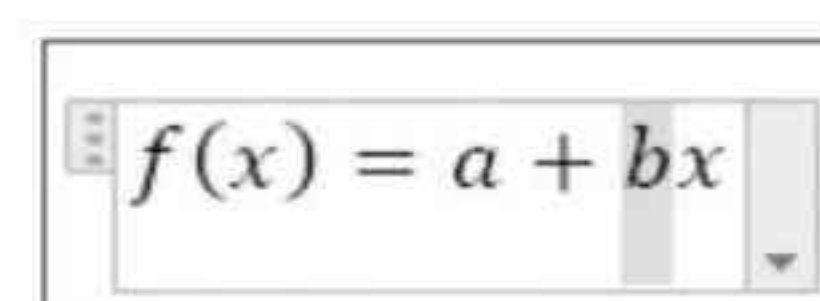 f(x) = a + bx